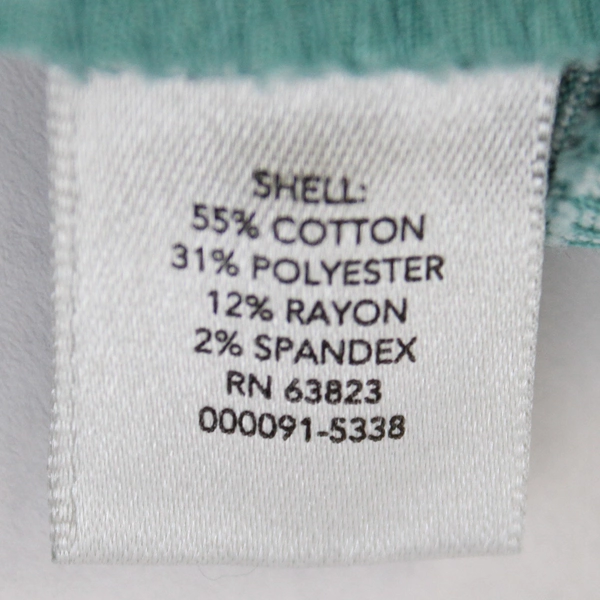 SHELL:
55% COTTON
31% POLYESTER
12% RAYON
2% SPANDEX
RN 63823
000091-5338